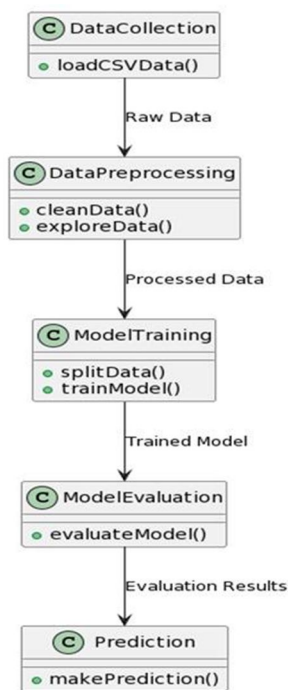 C DataCollection
loadCSVData()
Raw Data
C DataPreprocessing
cleanData()
exploreData()
Processed Data
C ModelTraining
splitData()
trainModel()
Trained Model
C ModelEvaluation
evaluateModel()
Evaluation Results
C Prediction
makePrediction()